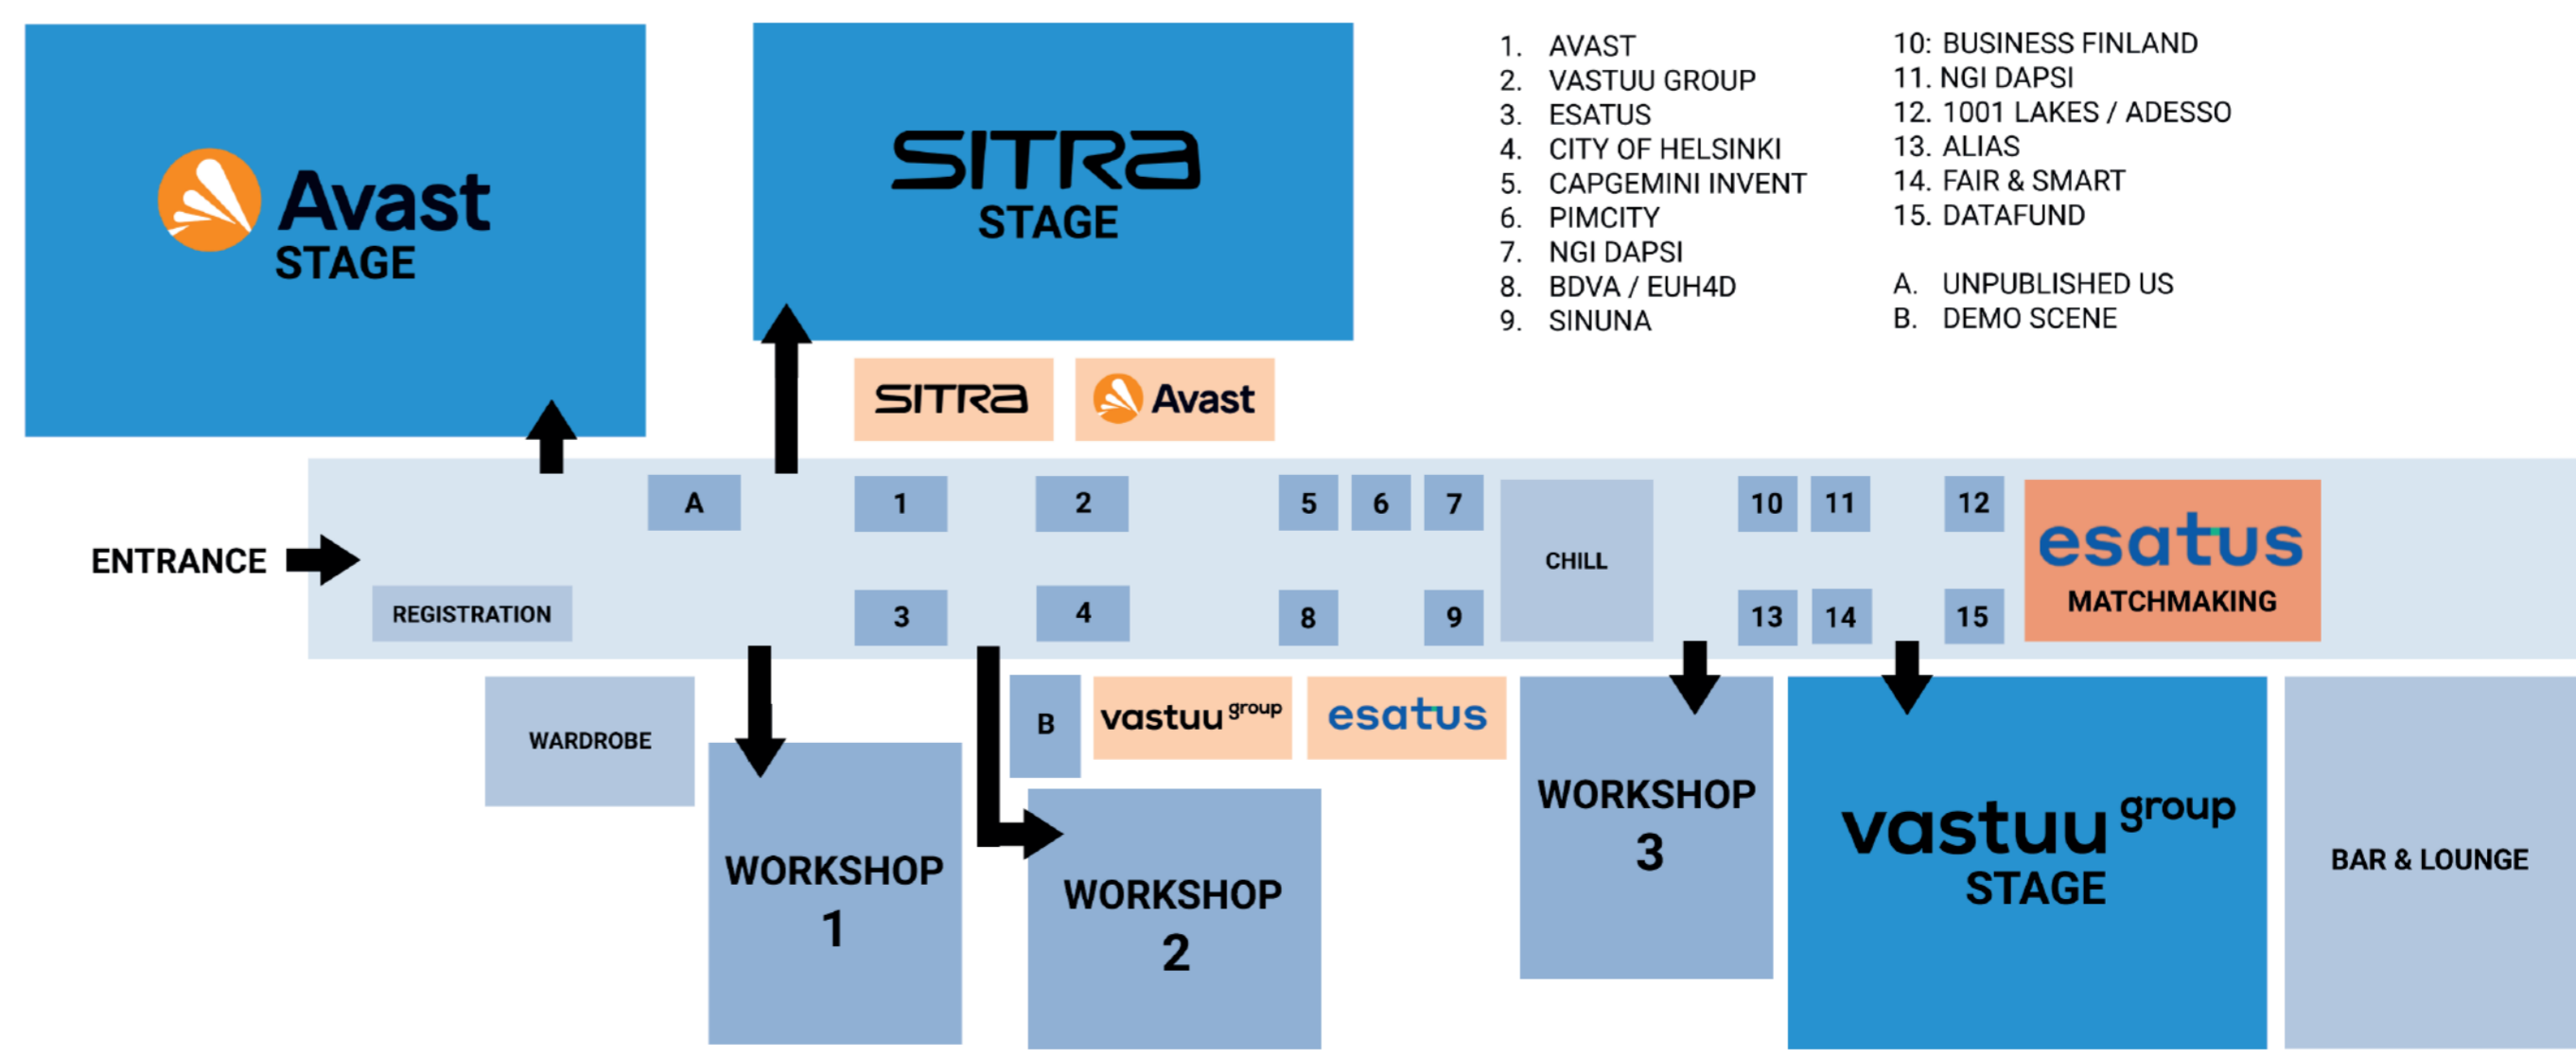 Avast
STAGE
SITRA
STAGE
1. AVAST
2. VASTUU GROUP
3. ESATUS
4. CITY OF HELSINKI
5. CAPGEMINI INVENT
6. PIMCITY
7. NGI DAPSI
8. BDVA / EUH4D
9. SINUNA
10: BUSINESS FINLAND
11. NGI DAPSI
12. 1001 LAKES / ADESSO
13. ALIAS
14. FAIR & SMART
15. DATAFUND
A. UNPUBLISHED US
B. DEMO SCENE
SITRA
Avast
A
1
2
5
6
7
10
11
12
ENTRANCE
CHILL
esatus
MATCHMAKING
REGISTRATION
3
4
8
9
13
14
15
WARDROBE
B
vastuu group
esatus
WORKSHOP
1
WORKSHOP
2
WORKSHOP
3
vastuu group
STAGE
BAR & LOUNGE